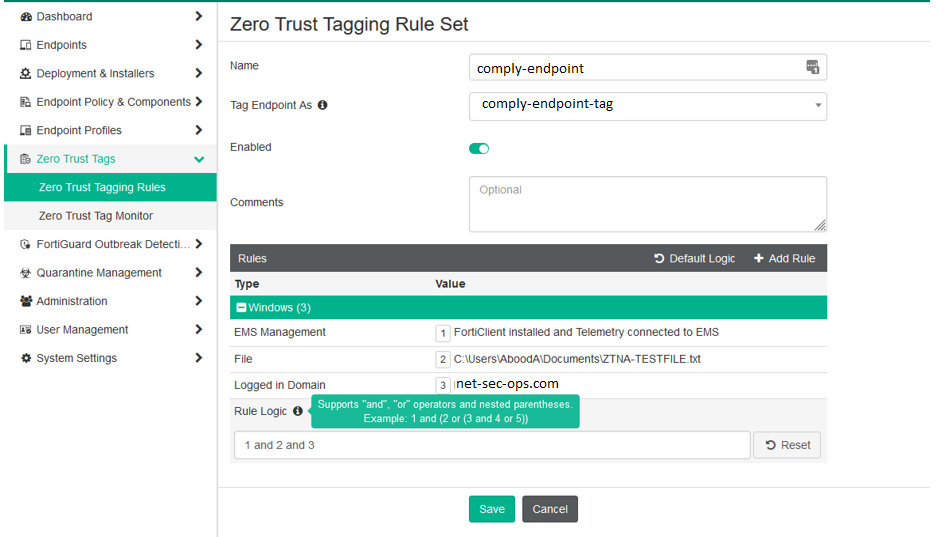 Dashboard
Endpoints
Deployment & Installers
Endpoint Policy & Components
Endpoint Profiles
Zero Trust Tags
Zero Trust Tagging Rules
Zero Trust Tag Monitor
FortiGuard Outbreak Detecti...
Quarantine Management
Administration
User Management
System Settings
Zero Trust Tagging Rule Set
Name
comply-endpoint
1
Tag Endpoint As
comply-endpoint-tag
Enabled
Comments
Optional
Rules Default Logic Add Rule
Type Value
Windows (3)
EMS Management 1 FortiClient installed and Telemetry connected to EMS
File 2 C:\Users\AboodA\Documents\ZTNA-TESTFILE.txt
Logged in Domain 3 net-sec-ops.com
Rule Logic
Supports "and", "or" operators and nested parentheses.
Example: 1 and (2 or (3 and 4 or 5))
1 and 2 and 3
Reset
Save Cancel